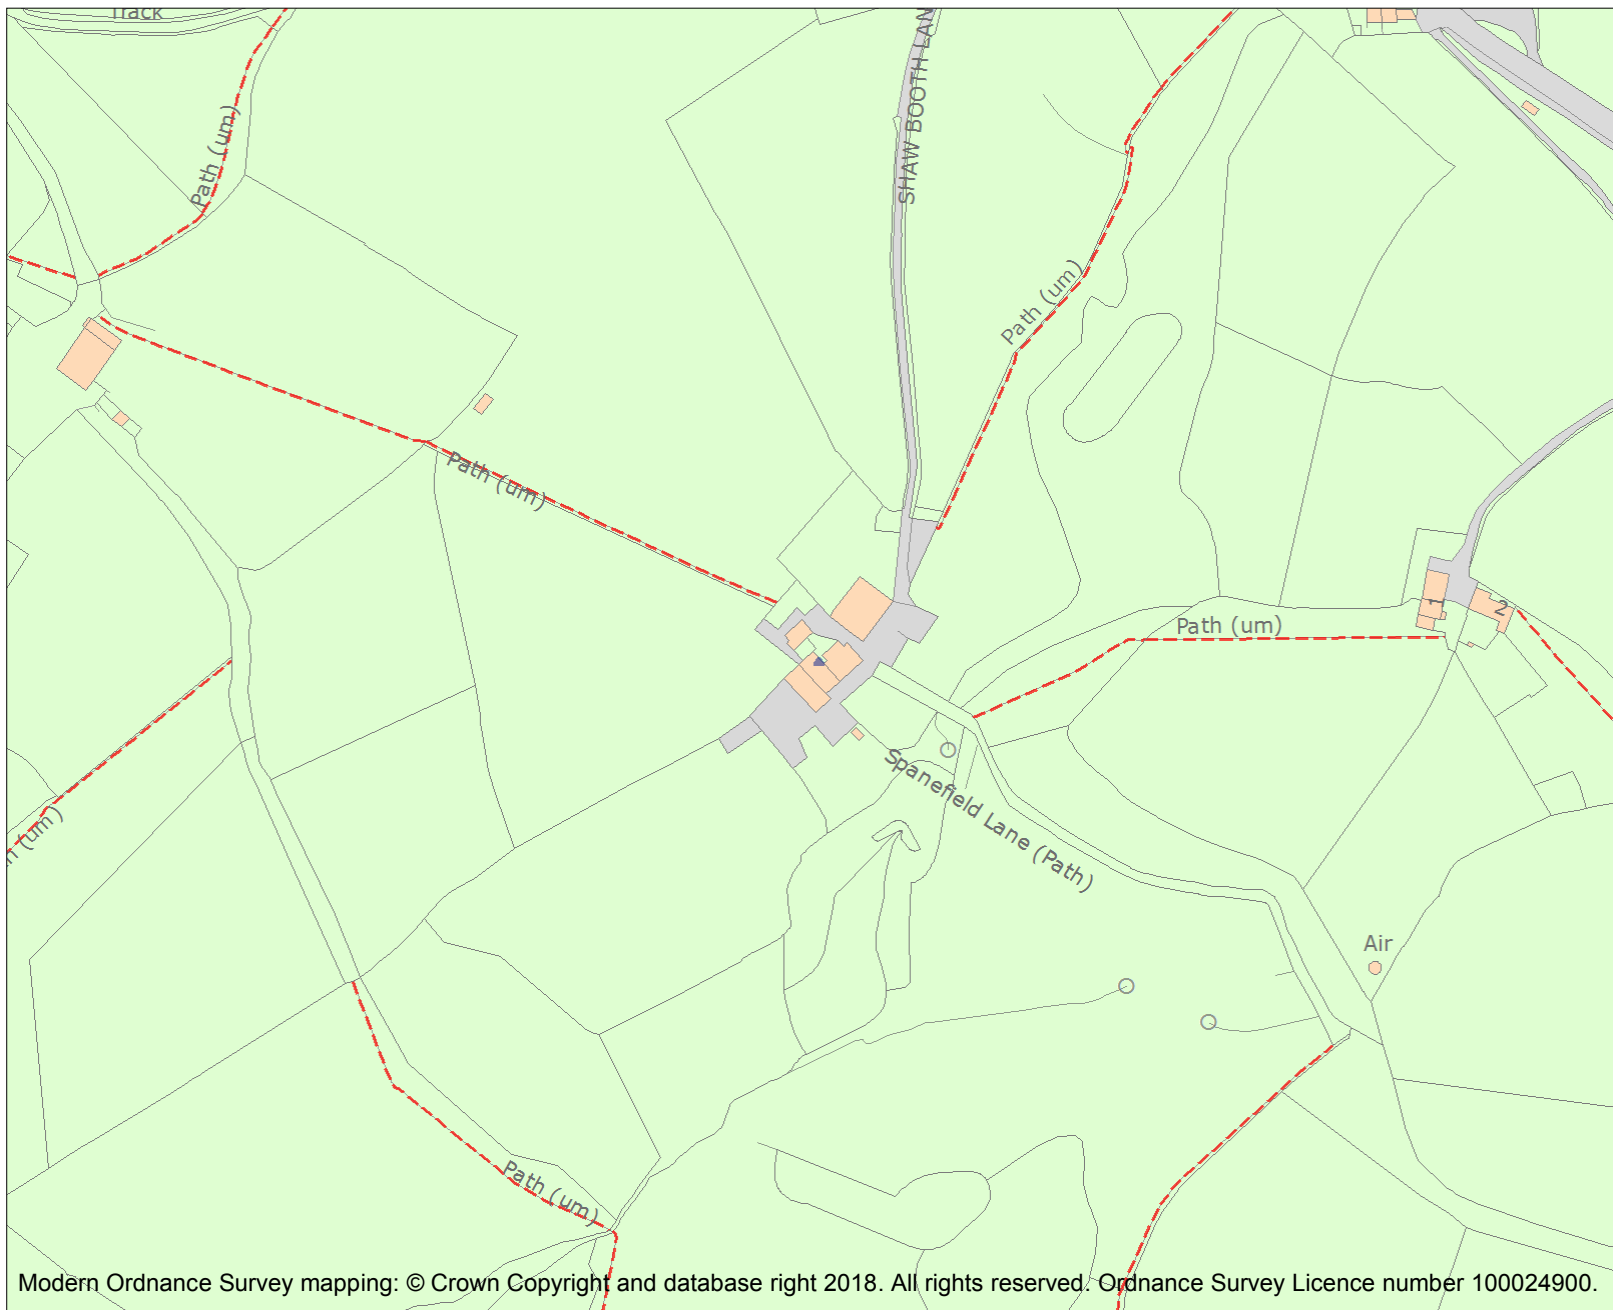 Track
SHAW BOOTH LAN
Path (um)
Path (um)
Path (um)
Path (um)
1
2
Spanefield Lane (Path)
(um)
Air
Path (um)
Modern Ordnance Survey mapping: © Crown Copyright and database right 2018. All rights reserved. Ordnance Survey Licence number 100024900.